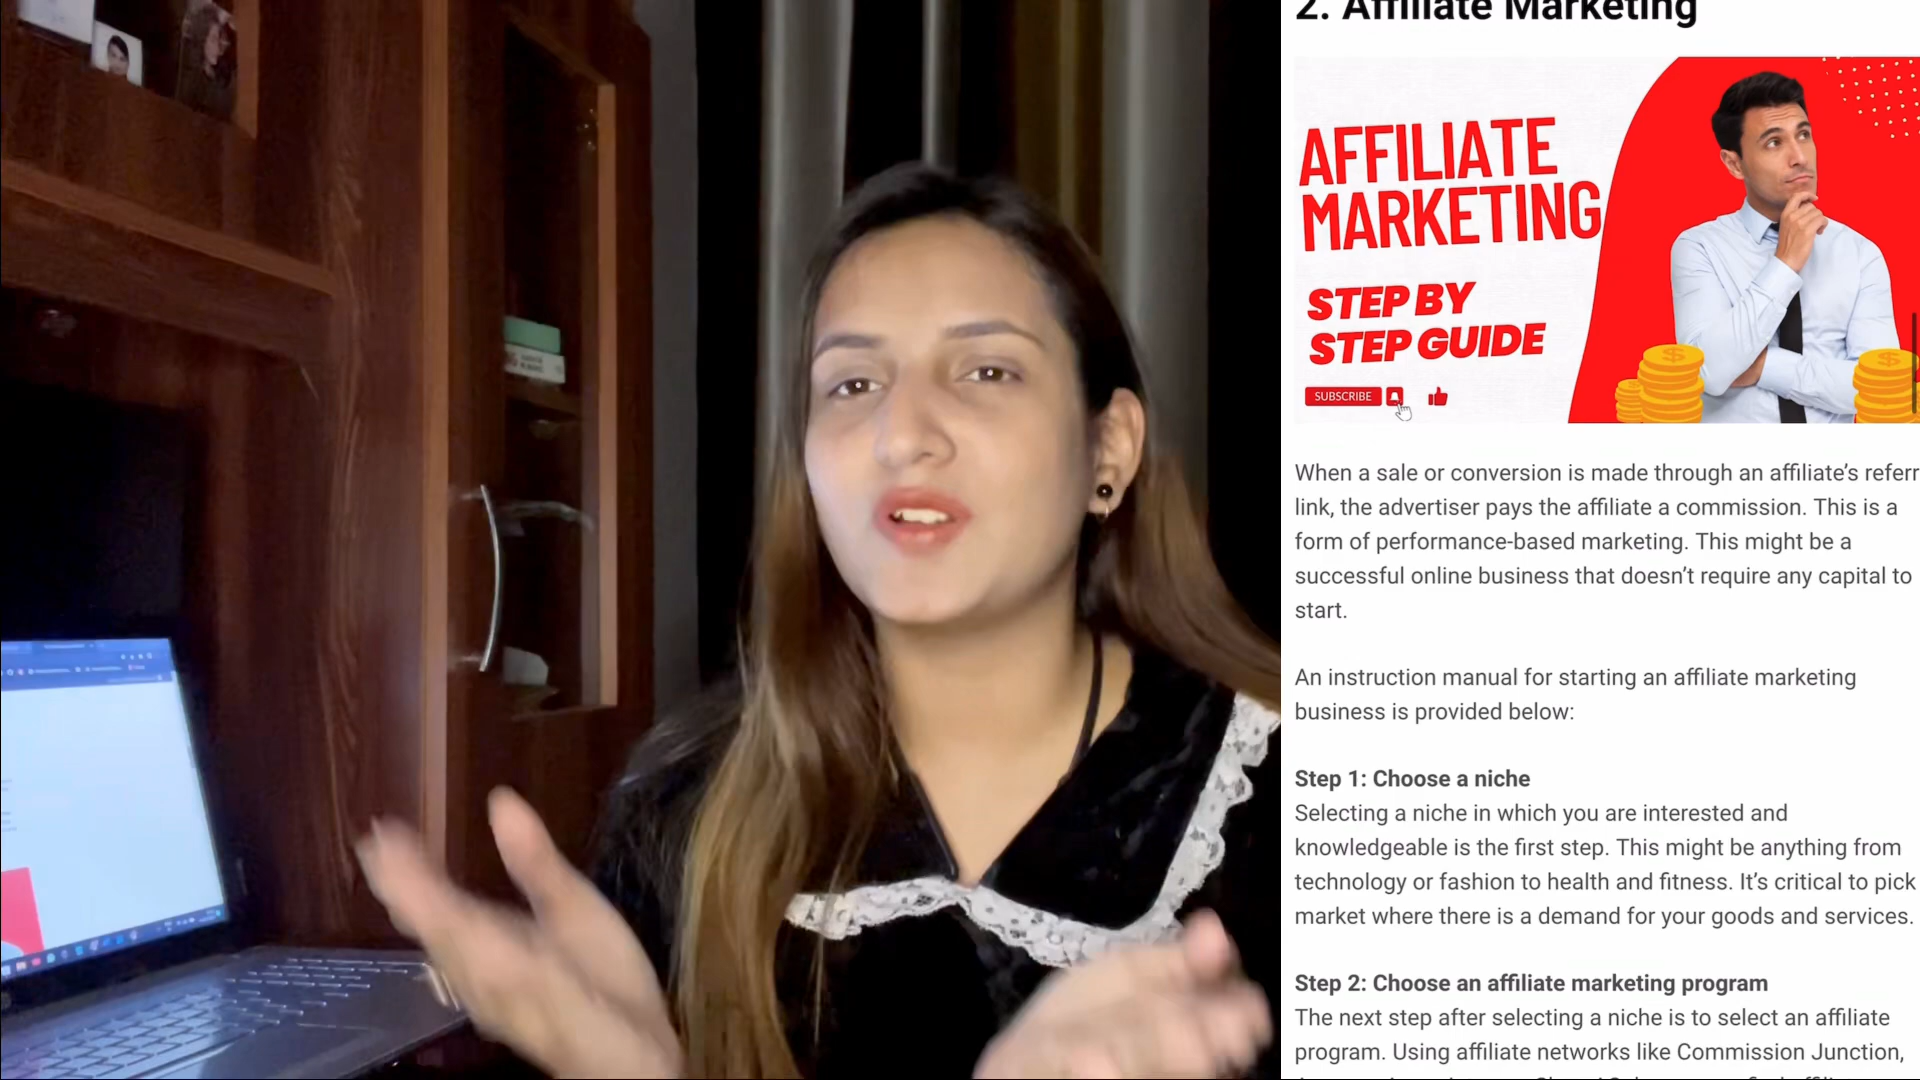 2. Affiliate Marketing
AFFILIATE
MARKETING
STEP BY
STEP GUIDE
SUBSCRIBE
When a sale or conversion is made through an affiliate’s referr
link, the advertiser pays the affiliate a commission. This is a
form of performance-based marketing. This might be a
successful online business that doesn’t require any capital to
start.
An instruction manual for starting an affiliate marketing
business is provided below:
Step 1: Choose a niche
Selecting a niche in which you are interested and
knowledgeable is the first step. This might be anything from
technology or fashion to health and fitness. It’s critical to pick
market where there is a demand for your goods and services.
Step 2: Choose an affiliate marketing program
The next step after selecting a niche is to select an affiliate
program. Using affiliate networks like Commission Junction,